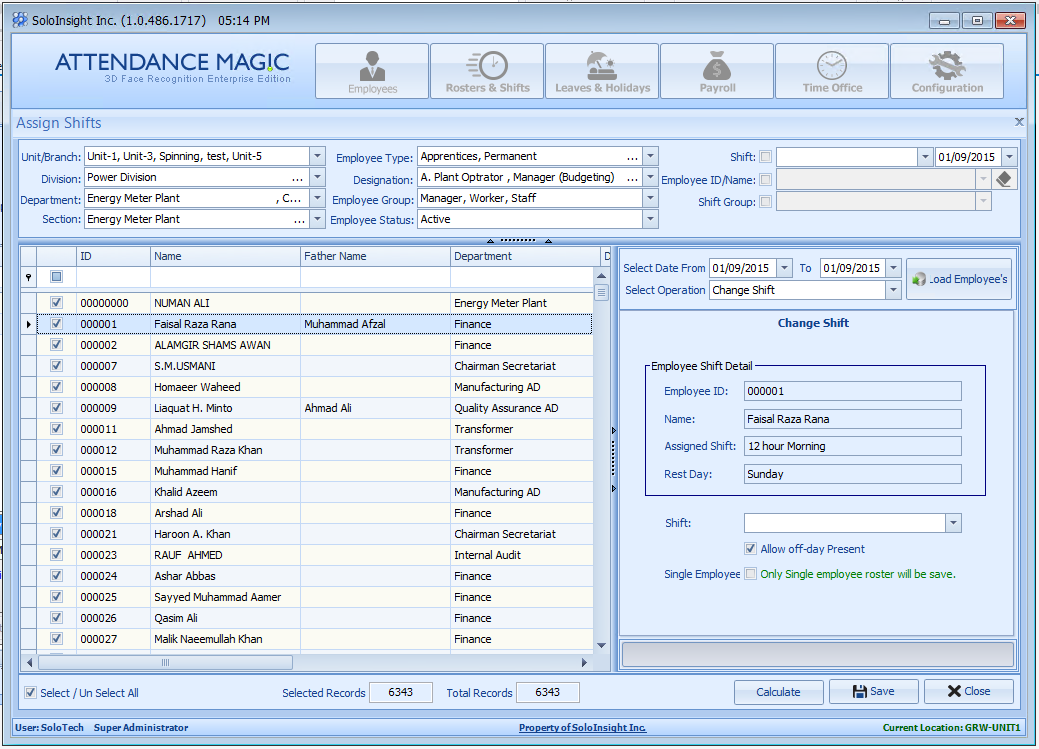 SoloInsight Inc. (1.0.486.1717) 05:14 PM
ATTENDANCE MAGIC
3D Face Recognition Enterprise Edition
Employees
Rosters & Shifts
Leaves & Holidays
Payroll
Time Office
Configuration
Assign Shifts
Unit/Branch: Unit-1, Unit-3, Spinning, test, Unit-5 Employee Type: Apprentices, Permanent ... Shift: 01/09/2015
Division: Power Division ... Designation: A. Plant Optrator , Manager (Budgeting) ... Employee ID/Name:
Department: Energy Meter Plant , C... Employee Group: Manager, Worker, Staff Shift Group:
Section: Energy Meter Plant ... Employee Status: Active
ID Name Father Name Department D
00000000 NUMAN ALI Energy Meter Plant
000001 Faisal Raza Rana Muhammad Afzal Finance
000002 ALAMGIR SHAMS AWAN Finance
000007 S.M.USMANI Chairman Secretariat
000008 Homaeer Waheed Manufacturing AD
000009 Liaquat H. Minto Ahmad Ali Quality Assurance AD
000011 Ahmad Jamshed Transformer
000012 Muhammad Raza Khan Transformer
000015 Muhammad Hanif Finance
000016 Khalid Azeem Manufacturing AD
000018 Arshad Ali Finance
000021 Haroon A. Khan Chairman Secretariat
000023 RAUF AHMED Internal Audit
000024 Ashar Abbas Finance
000025 Sayyed Muhammad Aamer Finance
000026 Qasim Ali Finance
000027 Malik Naeemullah Khan Finance
Select Date From 01/09/2015 To 01/09/2015
Select Operation Change Shift
Load Employee's
Change Shift
Employee Shift Detail
Employee ID: 000001
Name: Faisal Raza Rana
Assigned Shift: 12 hour Morning
Rest Day: Sunday
Shift:
Allow off-day Present
Single Employee Only Single employee roster will be save.
Select / Un Select All Selected Records 6343 Total Records 6343 Calculate Save Close
User: SoloTech Super Administrator Property of SoloInsight Inc. Current Location: GRW-UNIT1